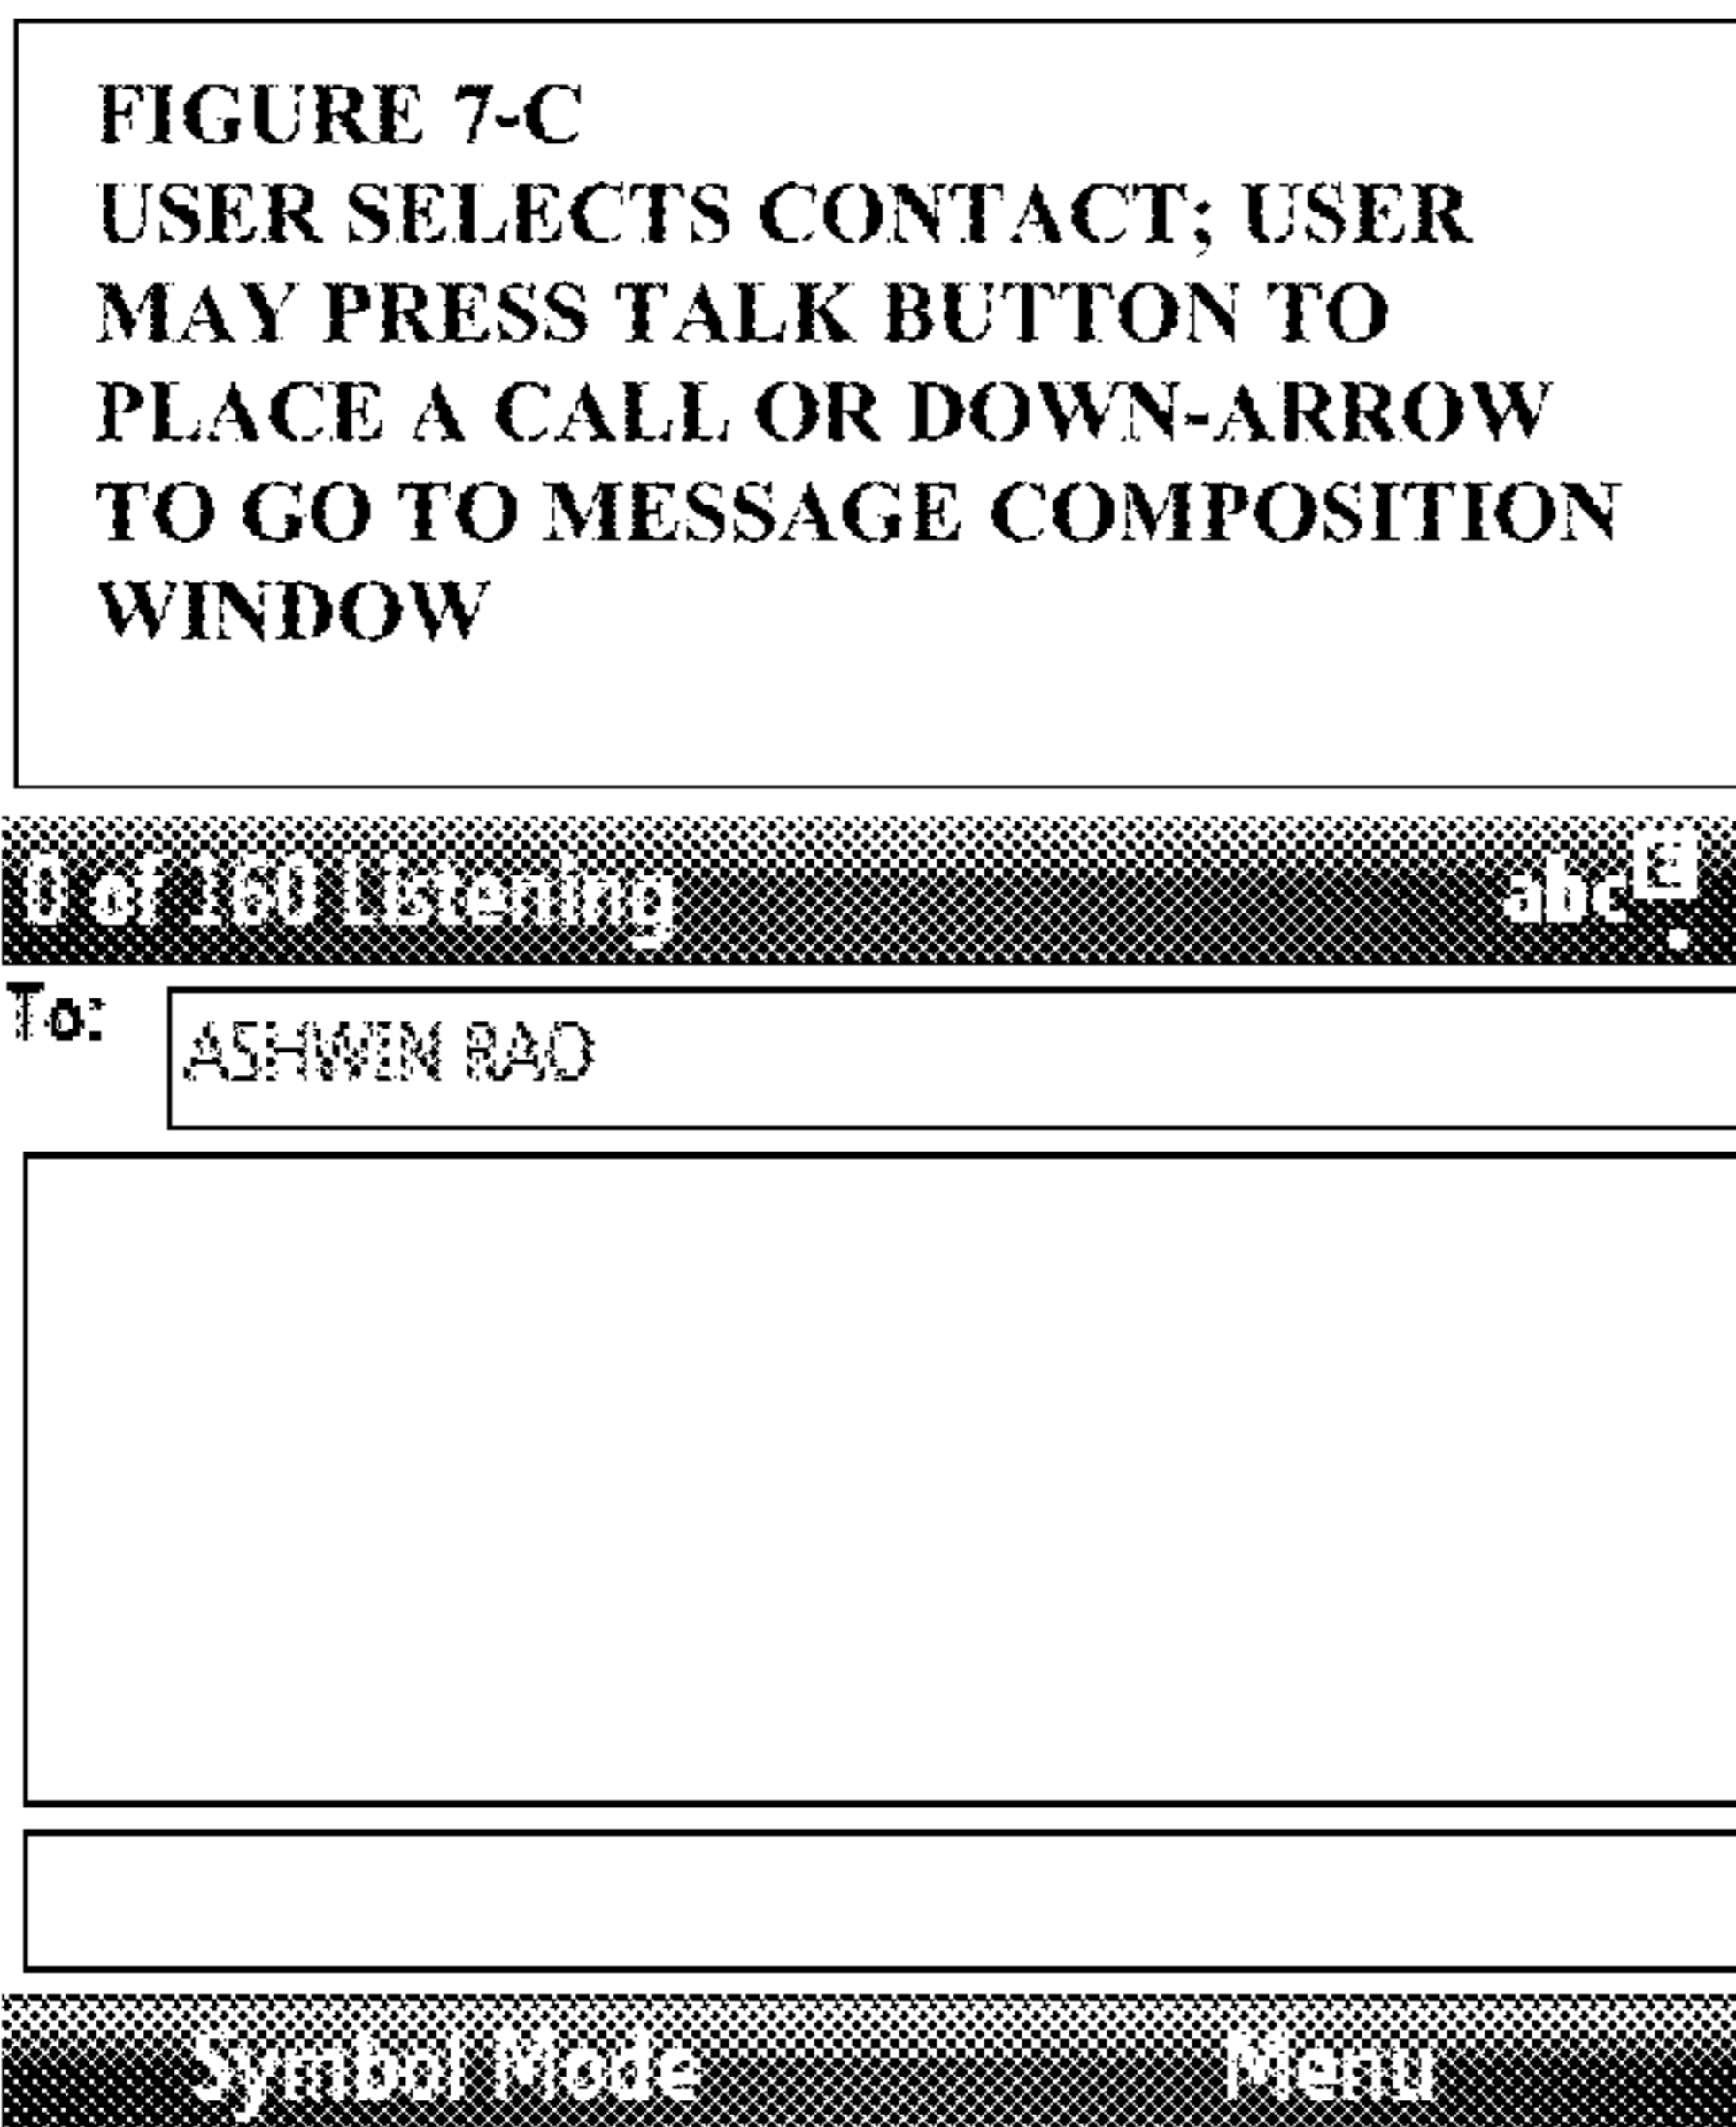 FIGURE 7-C
USER SELECTS CONTACT; USER
MAY PRESS TALK BUTTON TO
PLACE A CALL OR DOWN-ARROW
TO GO TO MESSAGE COMPOSITION
WINDOW
0 of 160 Listening abc
To: ASHWIN RAO
Symbol Mode Menu